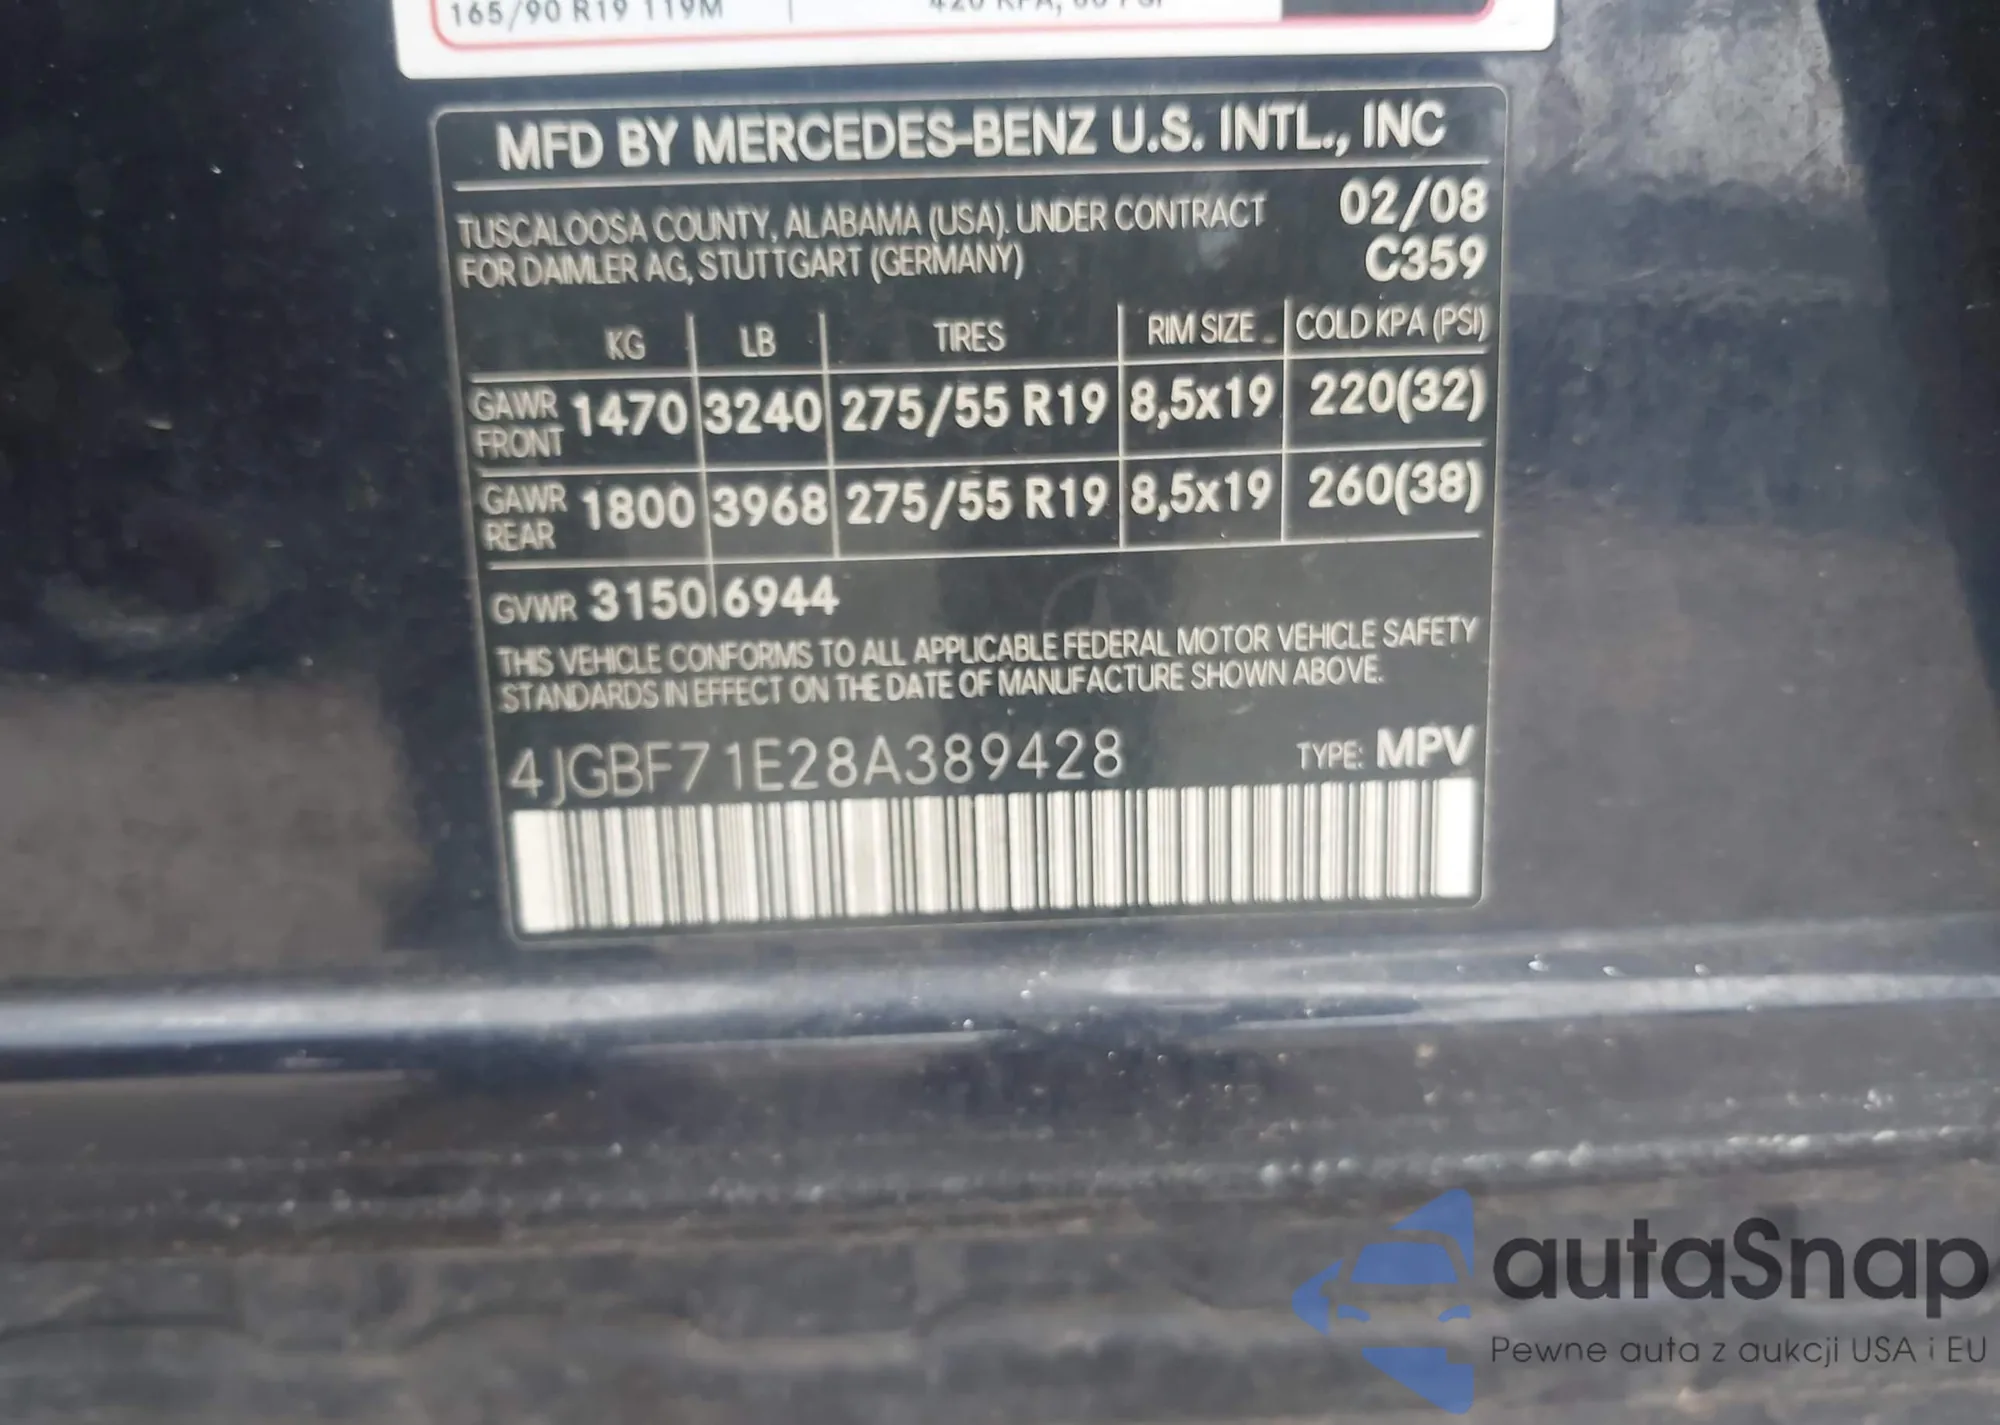 165/90 R19 119M 420 KPA, 60 PSI
MFD BY MERCEDES-BENZ U.S. INTL., INC
TUSCALOOSA COUNTY, ALABAMA (USA). UNDER CONTRACT 02/08
FOR DAIMLER AG, STUTTGART (GERMANY) C359
KG LB TIRES RIM SIZE COLD KPA (PSI)
GAWR FRONT 1470 3240 275/55 R19 8,5x19 220(32)
GAWR REAR 1800 3968 275/55 R19 8,5x19 260(38)
GVWR 3150 6944
THIS VEHICLE CONFORMS TO ALL APPLICABLE FEDERAL MOTOR VEHICLE SAFETY
STANDARDS IN EFFECT ON THE DATE OF MANUFACTURE SHOWN ABOVE.
4JGBF71E28A389428 TYPE: MPV
autaSnap
Pewne auta z aukcji USA i EU